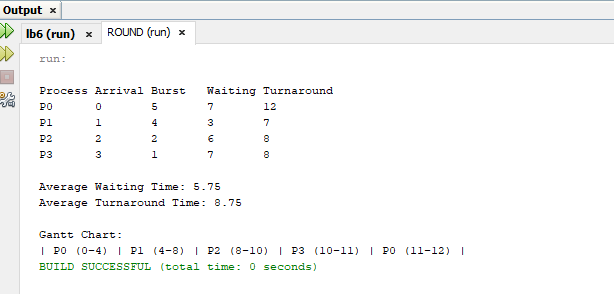 Output ×
lb6 (run) × ROUND (run) ×
run:
Process Arrival Burst Waiting Turnaround
P0 0 5 7 12
P1 1 4 3 7
P2 2 2 6 8
P3 3 1 7 8
Average Waiting Time: 5.75
Average Turnaround Time: 8.75
Gantt Chart:
| P0 (0-4) | P1 (4-8) | P2 (8-10) | P3 (10-11) | P0 (11-12) |
BUILD SUCCESSFUL (total time: 0 seconds)